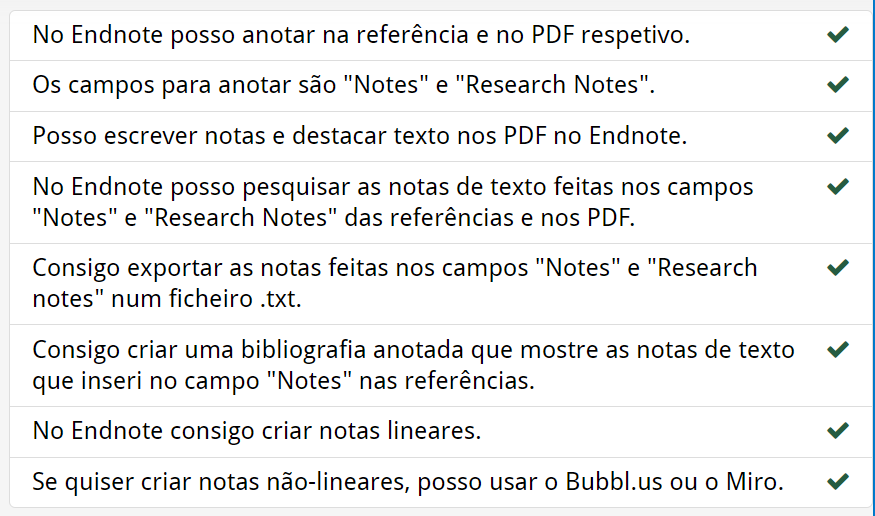 No Endnote posso anotar na referência e no PDF respetivo.
Os campos para anotar são "Notes" e "Research Notes".
Posso escrever notas e destacar texto nos PDF no Endnote.
No Endnote posso pesquisar as notas de texto feitas nos campos
"Notes" e "Research Notes" das referências e nos PDF.
Consigo exportar as notas feitas nos campos "Notes" e "Research
notes" num ficheiro .txt.
Consigo criar uma bibliografia anotada que mostre as notas de texto
que inseri no campo "Notes" nas referências.
No Endnote consigo criar notas lineares.
Se quiser criar notas não-lineares, posso usar o Bubbl.us ou o Miro.